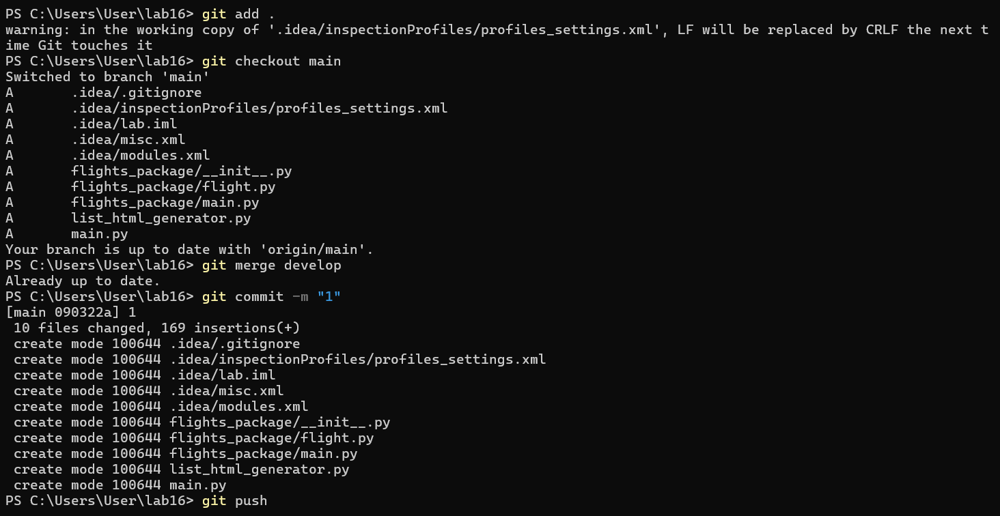 PS C:\Users\User\lab16> git add .
warning: in the working copy of '.idea/inspectionProfiles/profiles_settings.xml', LF will be replaced by CRLF the next t
ime Git touches it
PS C:\Users\User\lab16> git checkout main
Switched to branch 'main'
A       .idea/.gitignore
A       .idea/inspectionProfiles/profiles_settings.xml
A       .idea/lab.iml
A       .idea/misc.xml
A       .idea/modules.xml
A       flights_package/__init__.py
A       flights_package/flight.py
A       flights_package/main.py
A       list_html_generator.py
A       main.py
Your branch is up to date with 'origin/main'.
PS C:\Users\User\lab16> git merge develop
Already up to date.
PS C:\Users\User\lab16> git commit -m "1"
[main 090322a] 1
 10 files changed, 169 insertions(+)
 create mode 100644 .idea/.gitignore
 create mode 100644 .idea/inspectionProfiles/profiles_settings.xml
 create mode 100644 .idea/lab.iml
 create mode 100644 .idea/misc.xml
 create mode 100644 .idea/modules.xml
 create mode 100644 flights_package/__init__.py
 create mode 100644 flights_package/flight.py
 create mode 100644 flights_package/main.py
 create mode 100644 list_html_generator.py
 create mode 100644 main.py
PS C:\Users\User\lab16> git push